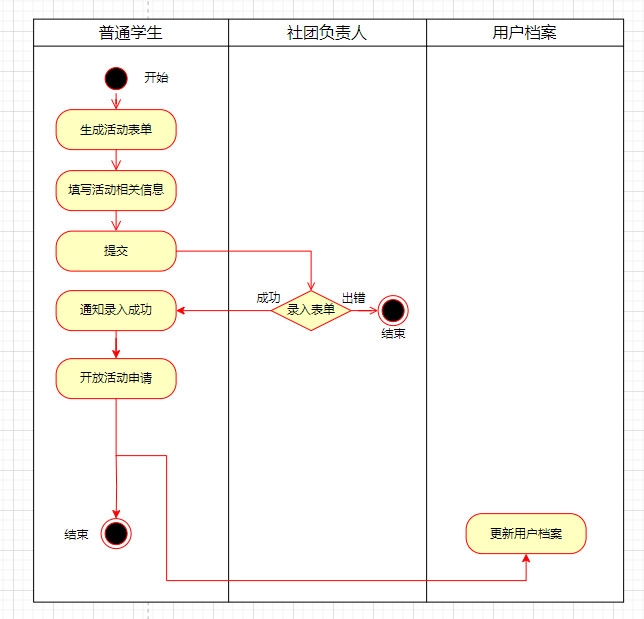 普通学生
社团负责人
用户档案
开始
生成活动表单
填写活动相关信息
提交
成功
出错
通知录入成功
录入表单
结束
开放活动申请
结束
更新用户档案